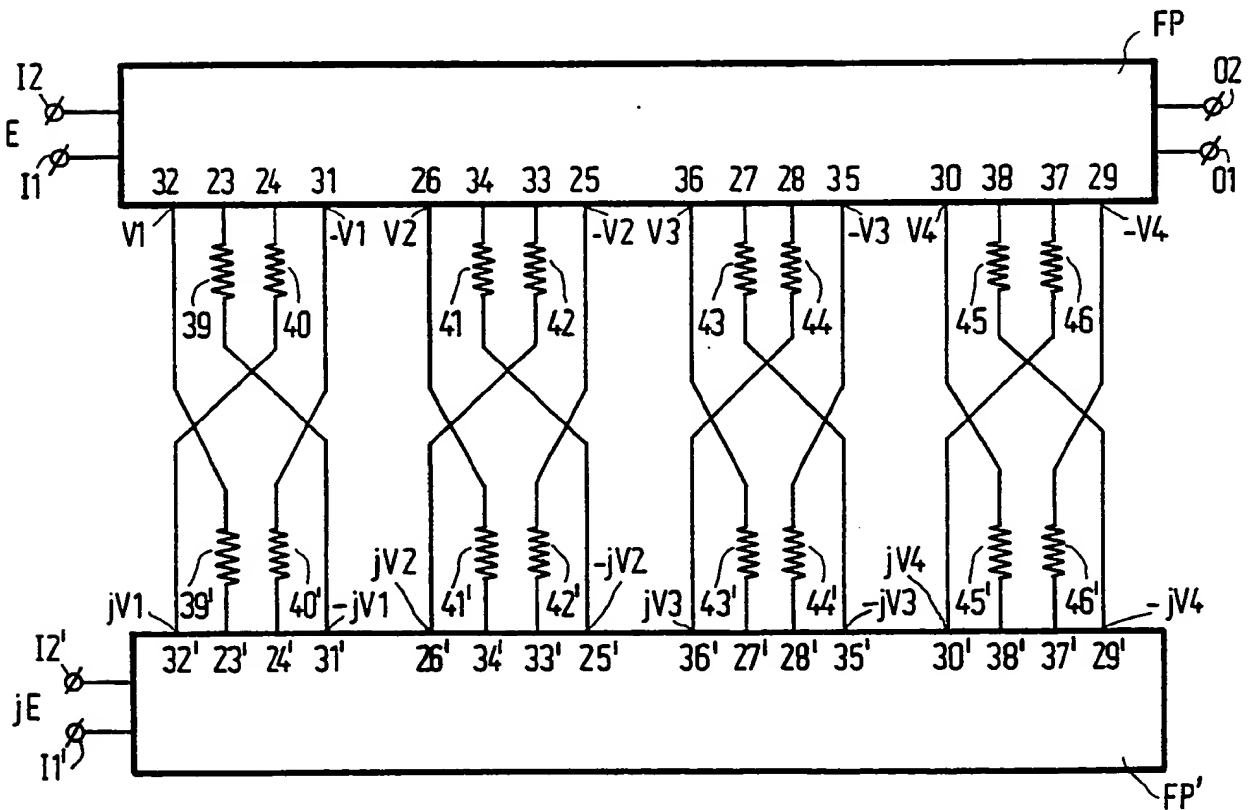 FP
I2
E
I1
O2
O1
32 23 24 31 26 34 33 25 36 27 28 35 30 38 37 29
V1 -V1 V2 -V2 V3 -V3 V4 -V4
39 40 41 42 43 44 45 46
jV1 39' 40' -jV1 jV2 41' 42' -jV2 jV3 43' 44' -jV3 jV4 45' 46' -jV4
32' 23' 24' 31' 26' 34' 33' 25' 36' 27' 28' 35' 30' 38' 37' 29'
I2'
jE
I1'
FP'